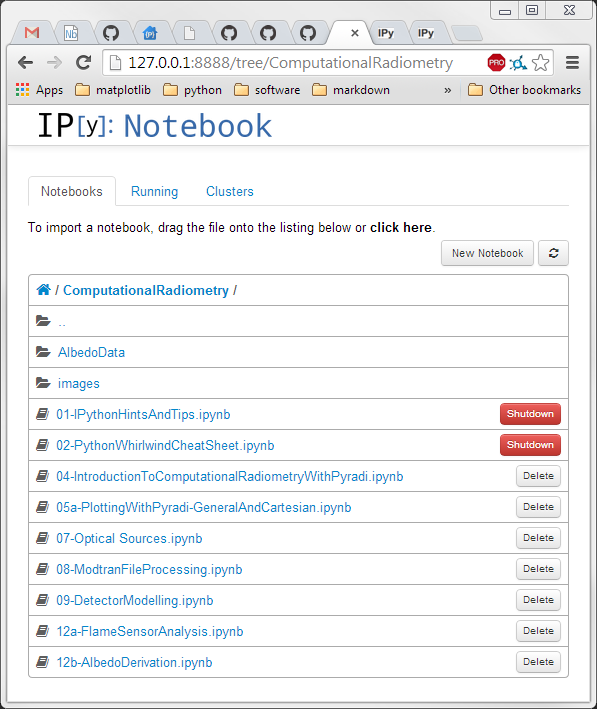 Nb
IPy
IPy
127.0.0.1:8888/tree/ComputationalRadiometry
PRO
Apps matplotlib python software markdown » Other bookmarks
IP[y]: Notebook
Notebooks Running Clusters
To import a notebook, drag the file onto the listing below or click here.
New Notebook
/ ComputationalRadiometry /
..
AlbedoData
images
01-IPythonHintsAndTips.ipynb Shutdown
02-PythonWhirlwindCheatSheet.ipynb Shutdown
04-IntroductionToComputationalRadiometryWithPyradi.ipynb Delete
05a-PlottingWithPyradi-GeneralAndCartesian.ipynb Delete
07-Optical Sources.ipynb Delete
08-ModtranFileProcessing.ipynb Delete
09-DetectorModelling.ipynb Delete
12a-FlameSensorAnalysis.ipynb Delete
12b-AlbedoDerivation.ipynb Delete